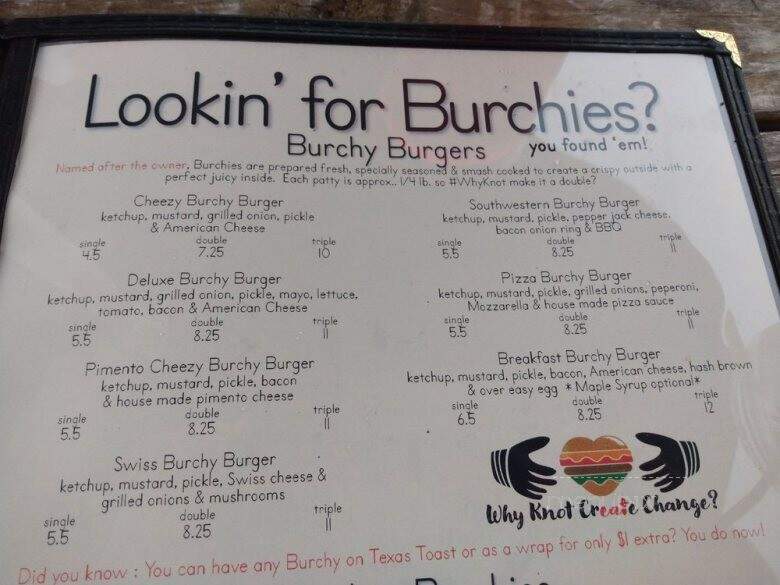 Lookin' for Burchies?
Burchy Burgers you found 'em!
Named after the owner, Burchies are prepared fresh, specially seasoned & smash cooked to create a crispy outside with a
perfect juicy inside. Each patty is approx.. 1/4 lb. so #WhyKnot make it a double?
Cheezy Burchy Burger
ketchup, mustard, grilled onion, pickle
& American Cheese
single double triple
4.5 7.25 10
Deluxe Burchy Burger
ketchup, mustard, grilled onion, pickle, mayo, lettuce,
tomato, bacon & American Cheese
single double triple
5.5 8.25 11
Pimento Cheezy Burchy Burger
ketchup, mustard, pickle, bacon
& house made pimento cheese
single double triple
5.5 8.25 11
Swiss Burchy Burger
ketchup, mustard, pickle, Swiss cheese &
grilled onions & mushrooms
single double triple
5.5 8.25 11
Southwestern Burchy Burger
ketchup, mustard, pickle, pepper jack cheese,
bacon onion ring & BBQ
single double triple
5.5 8.25 11
Pizza Burchy Burger
ketchup, mustard, pickle, grilled onions, peperoni,
Mozzarella & house made pizza sauce
single double triple
5.5 8.25 11
Breakfast Burchy Burger
ketchup, mustard, pickle, bacon, American cheese, hash brown
& over easy egg * Maple Syrup optional*
single double triple
6.5 8.25 12
Why Knot Create Change?
Did you know : You can have any Burchy on Texas Toast or as a wrap for only $1 extra? You do now!